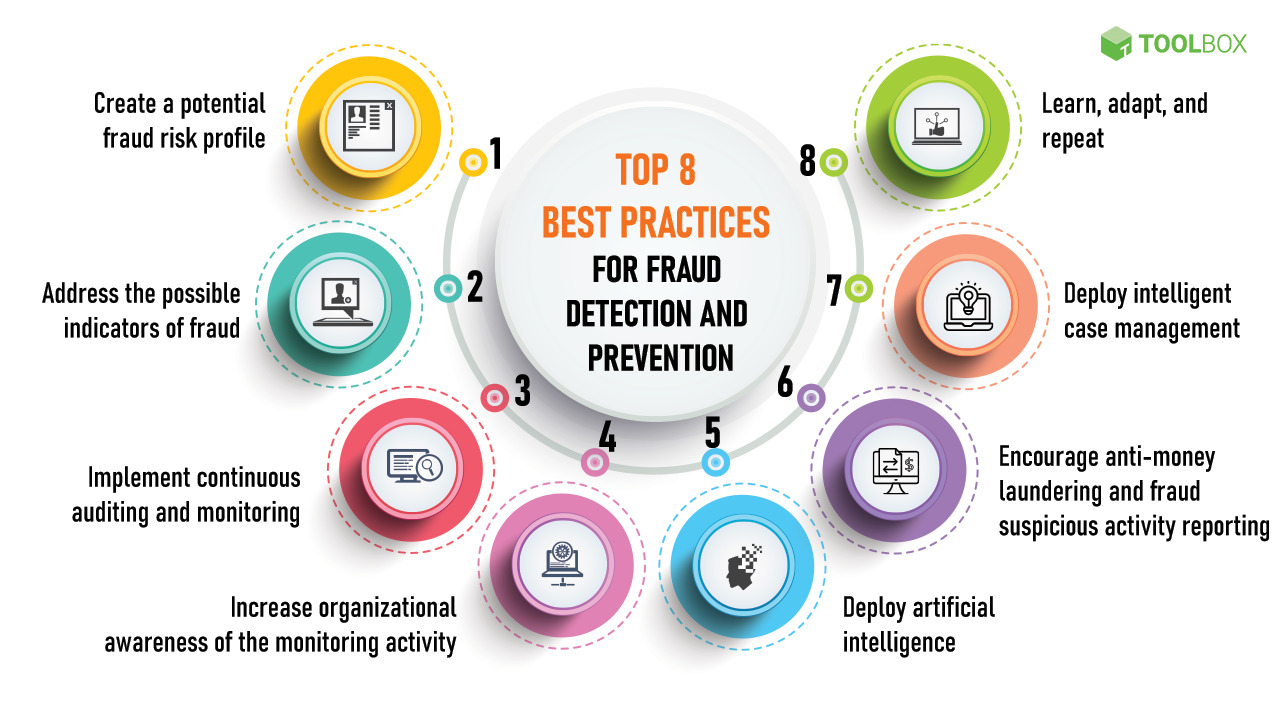 TOOLBOX
TOP 8
BEST PRACTICES
FOR FRAUD
DETECTION AND
PREVENTION
1
Create a potential
fraud risk profile
2
Address the possible
indicators of fraud
3
Implement continuous
auditing and monitoring
4
Increase organizational
awareness of the monitoring activity
5
Deploy artificial
intelligence
6
Encourage anti-money
laundering and fraud
suspicious activity reporting
7
Deploy intelligent
case management
8
Learn, adapt, and
repeat